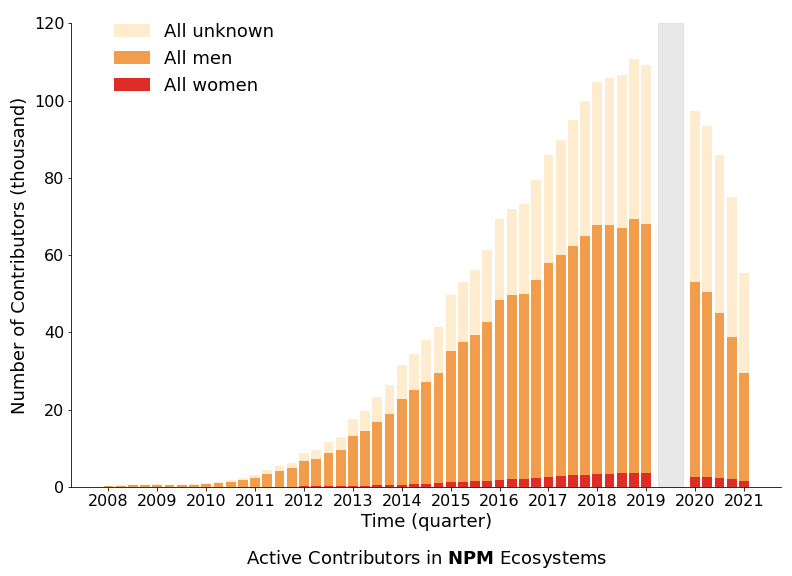 All unknown
All men
All women
Number of Contributors (thousand)
120
100
80
60
40
20
0
2008 2009 2010 2011 2012 2013 2014 2015 2016 2017 2018 2019 2020 2021
Time (quarter)
Active Contributors in NPM Ecosystems